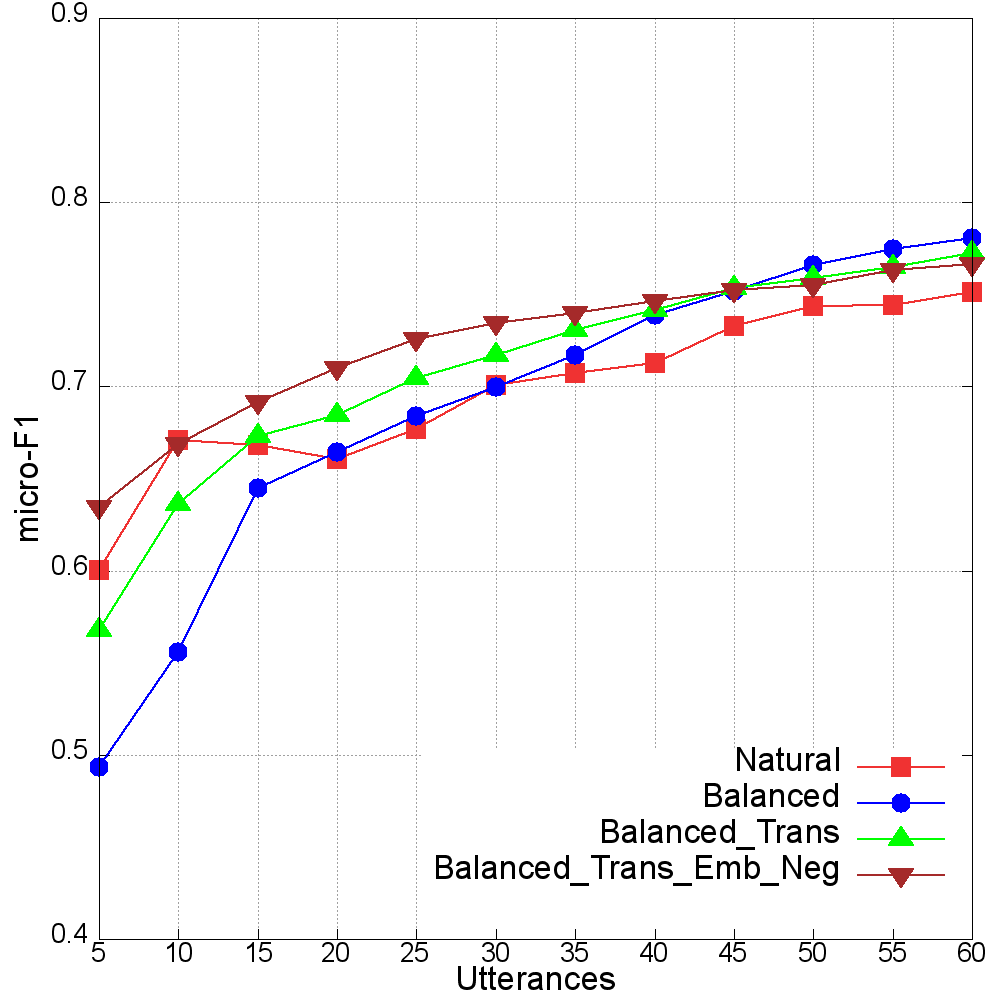 0.9
0.8
0.7
0.6
0.5
0.4
micro-F1
Natural
Balanced
Balanced_Trans
Balanced_Trans_Emb_Neg
5 10 15 20 25 30 35 40 45 50 55 60
Utterances